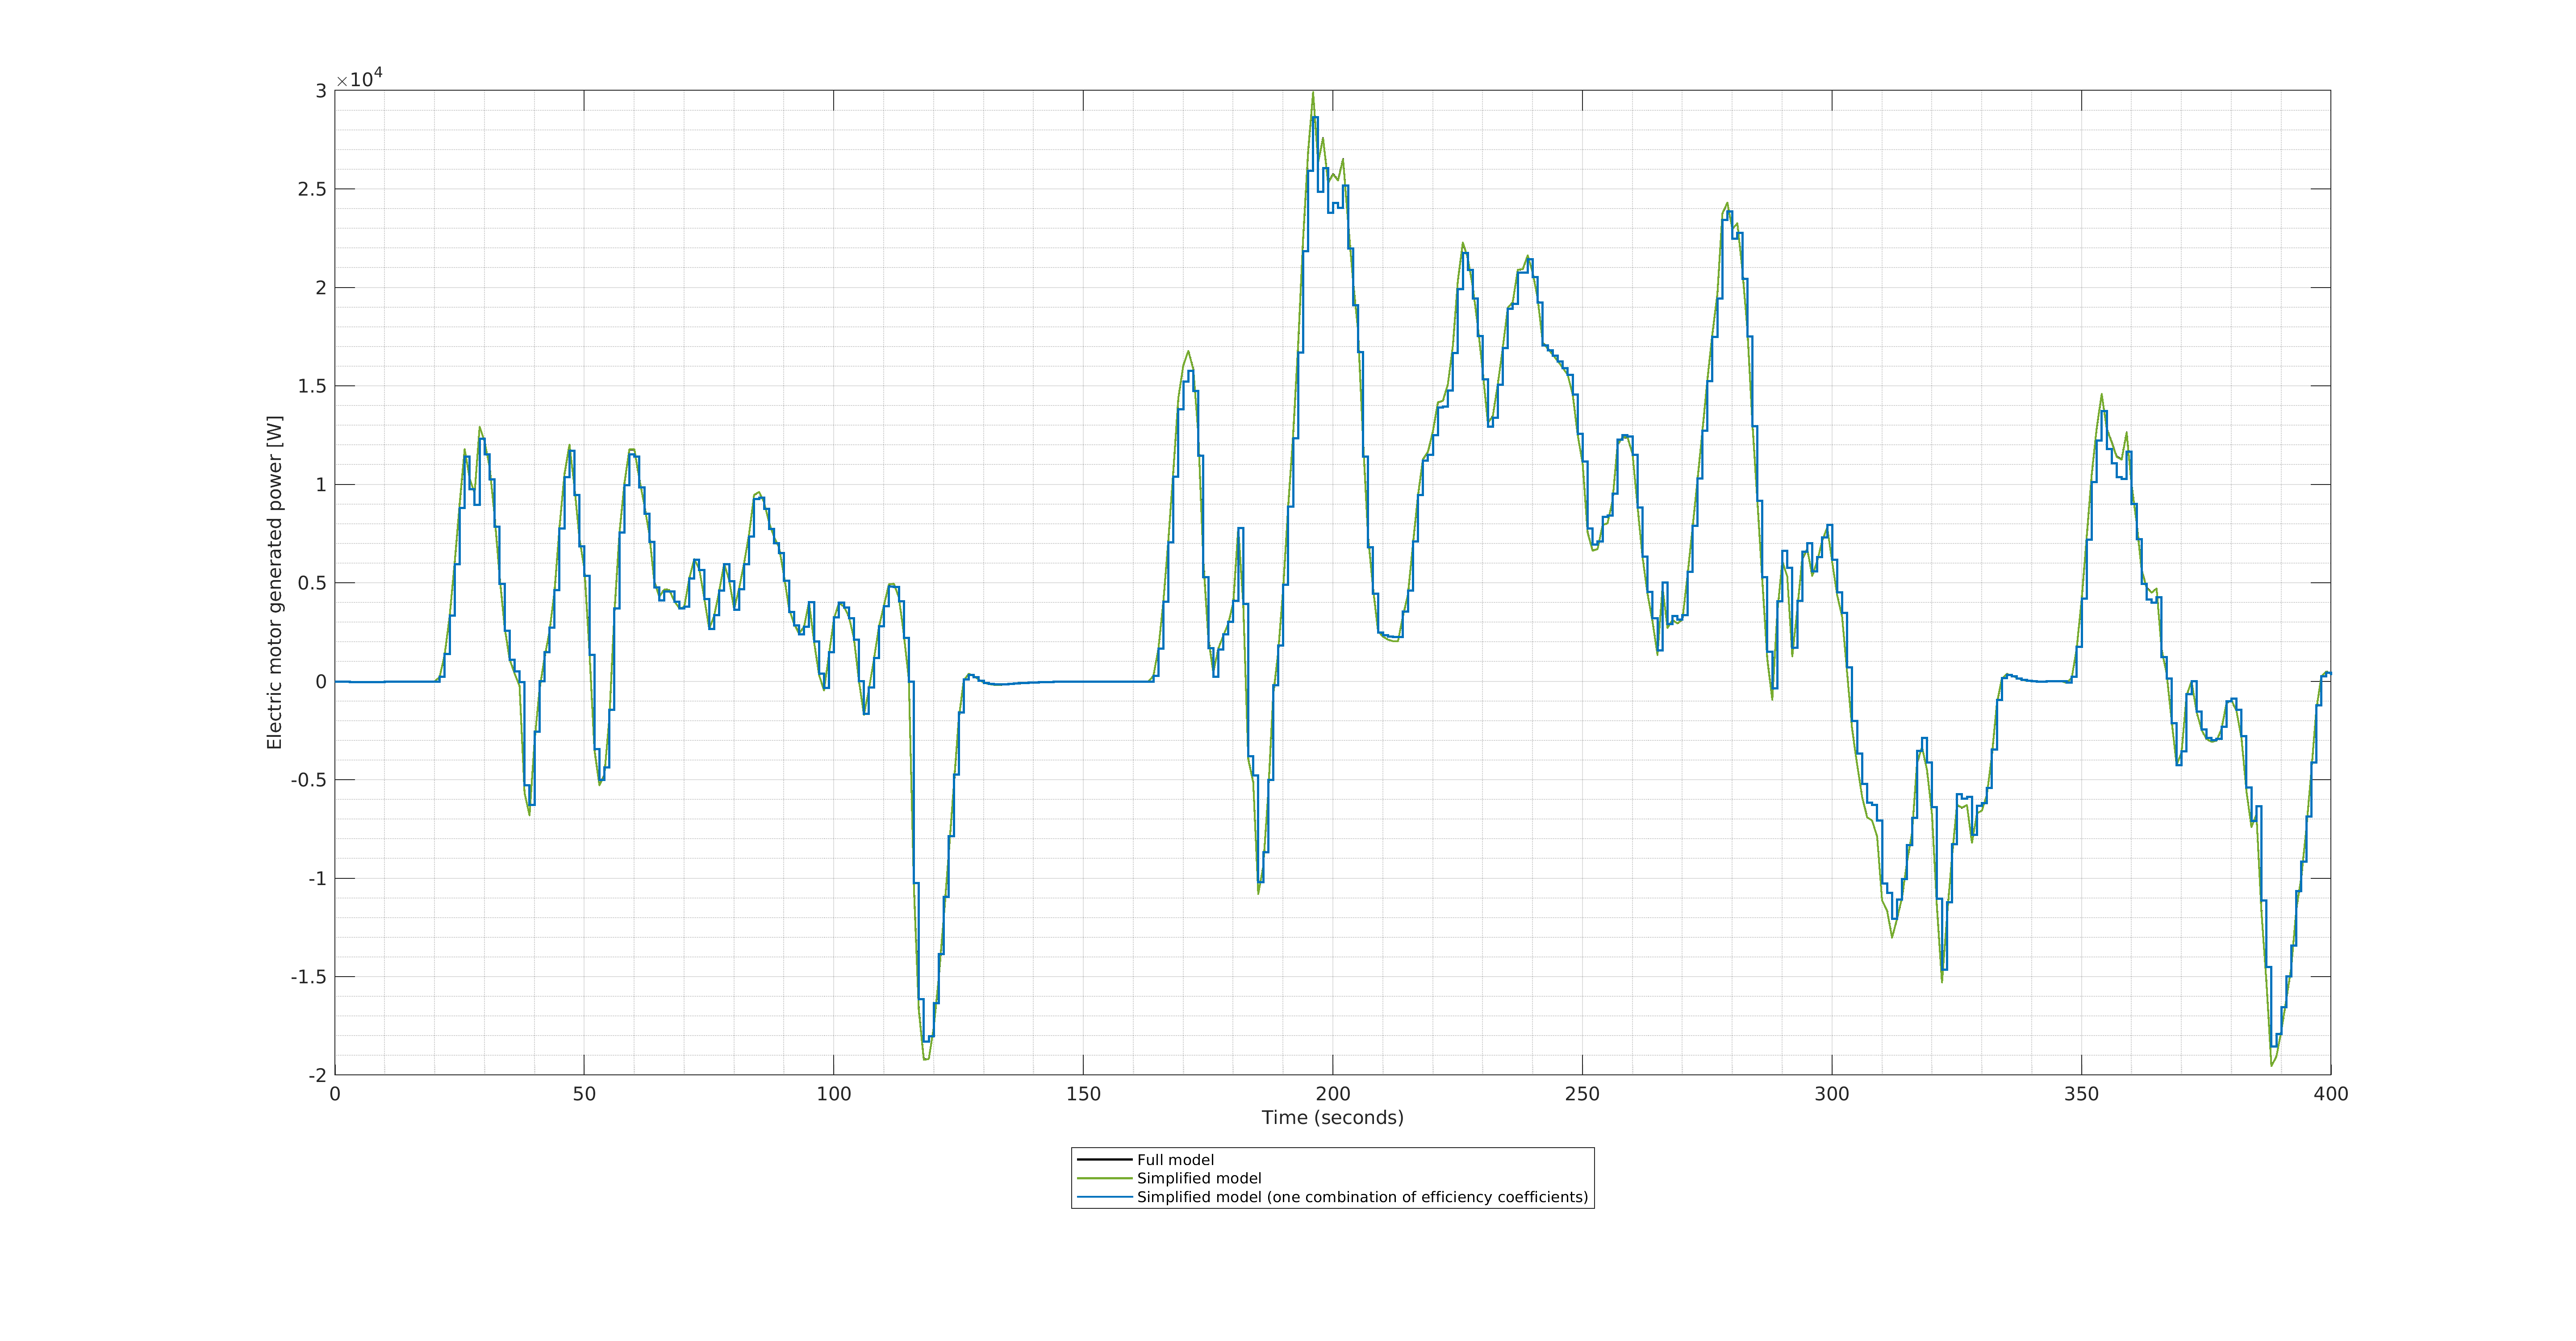 ×10⁴
3
2.5
2
1.5
1
0.5
0
-0.5
-1
-1.5
-2
Electric motor generated power [W]
0 50 100 150 200 250 300 350 400
Time (seconds)
Full model
Simplified model
Simplified model (one combination of efficiency coefficients)